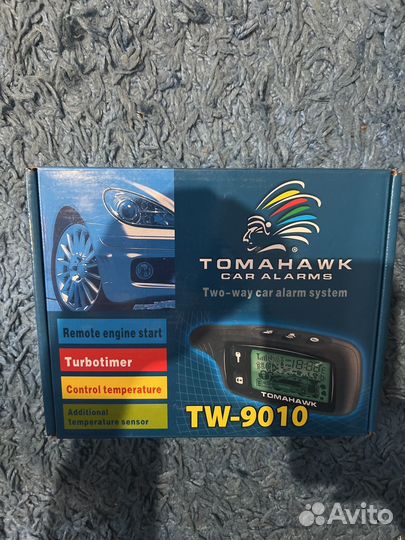 TOMAHAWK
CAR ALARMS
Two-way car alarm system
Remote engine start
Turbotimer
Control temperature
Additional
temperature sensor
TOMAHAWK
TW-9010
Avito